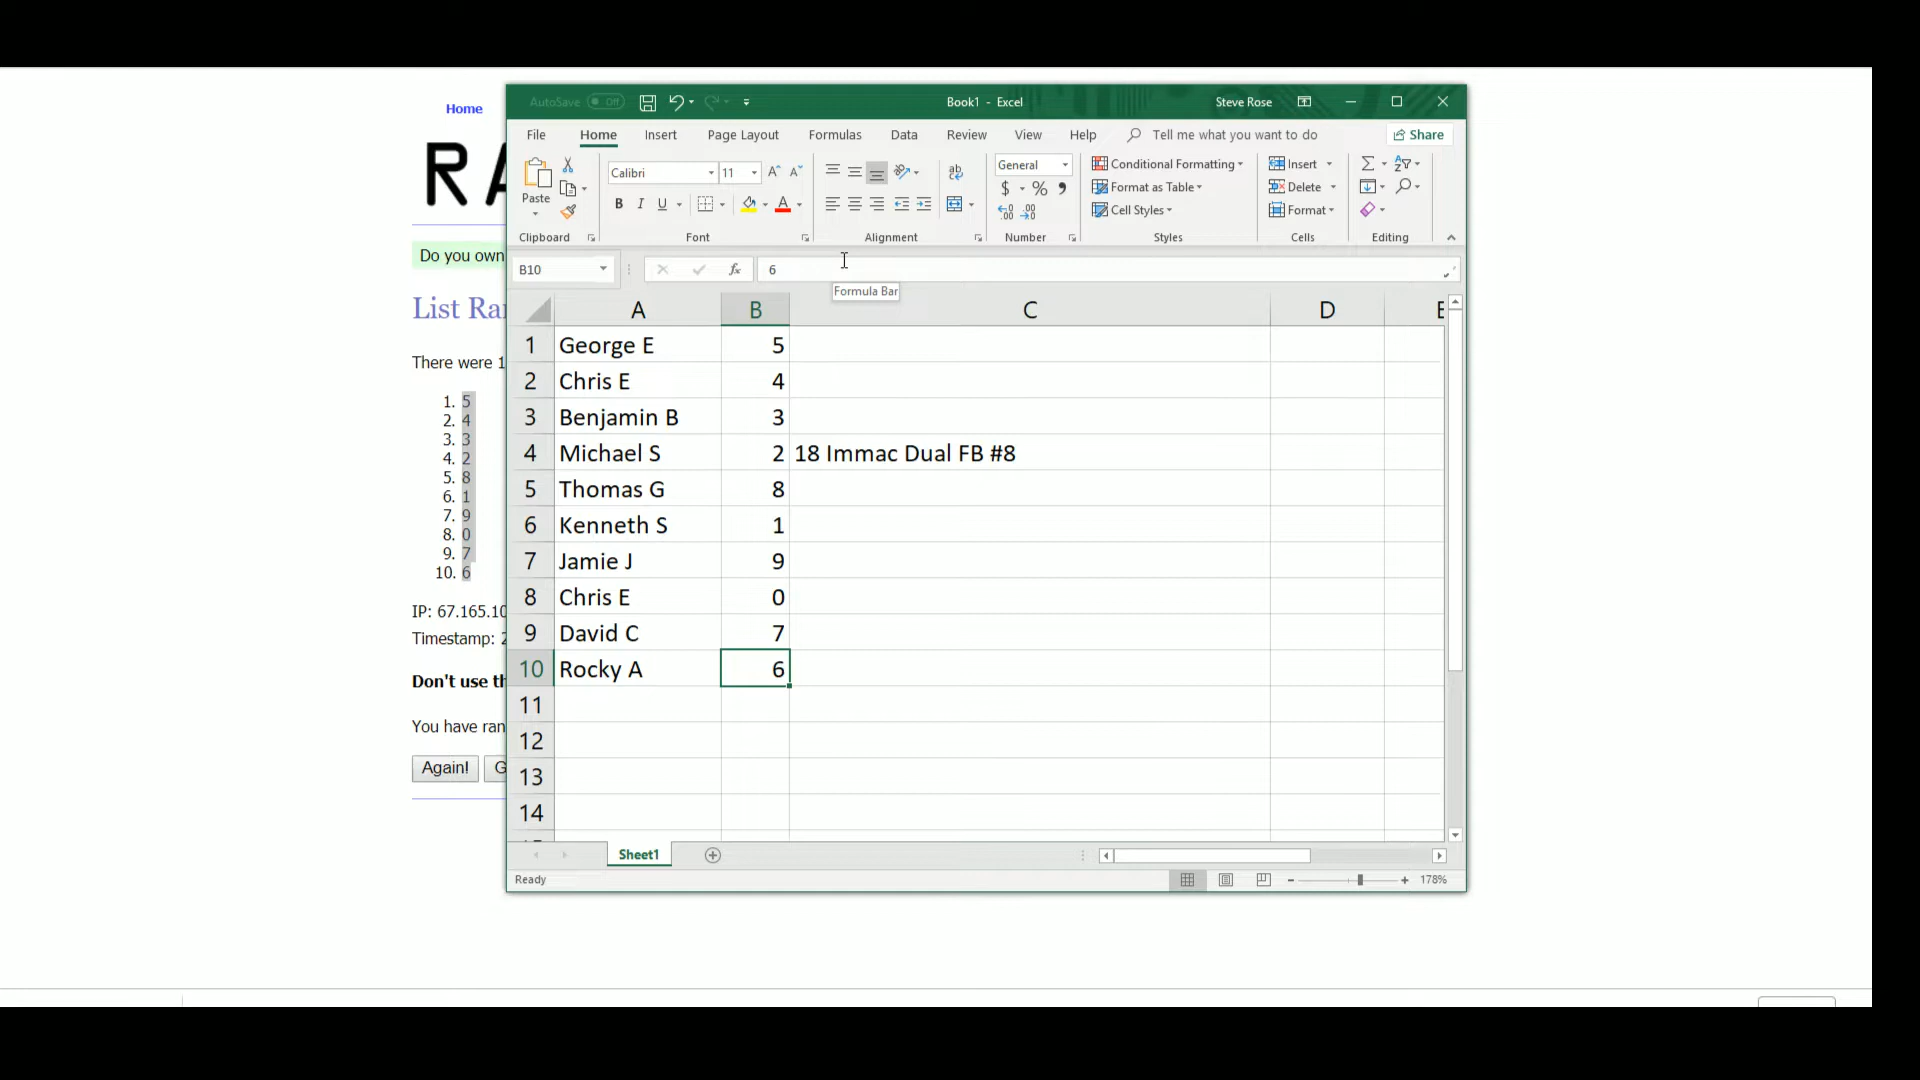 Home
RA
Do you own
List Ra
There were 1
1. 5
2. 4
3. 3
4. 2
5. 8
6. 1
7. 9
8. 0
9. 7
10. 6
IP: 67.165.10
Timestamp: 2
Don't use th
You have ran
Again!
G
AutoSave Off
Book1 - Excel
Steve Rose
File Home Insert Page Layout Formulas Data Review View Help Tell me what you want to do Share
Paste
Calibri 11
B I U
General
$ % ,
Conditional Formatting
Format as Table
Cell Styles
Insert
Delete
Format
Clipboard Font Alignment Number Styles Cells Editing
B10 fx 6
Formula Bar
A B C D E
1 George E 5
2 Chris E 4
3 Benjamin B 3
4 Michael S 2 18 Immac Dual FB #8
5 Thomas G 8
6 Kenneth S 1
7 Jamie J 9
8 Chris E 0
9 David C 7
10 Rocky A 6
11
12
13
14
Sheet1
Ready
178%